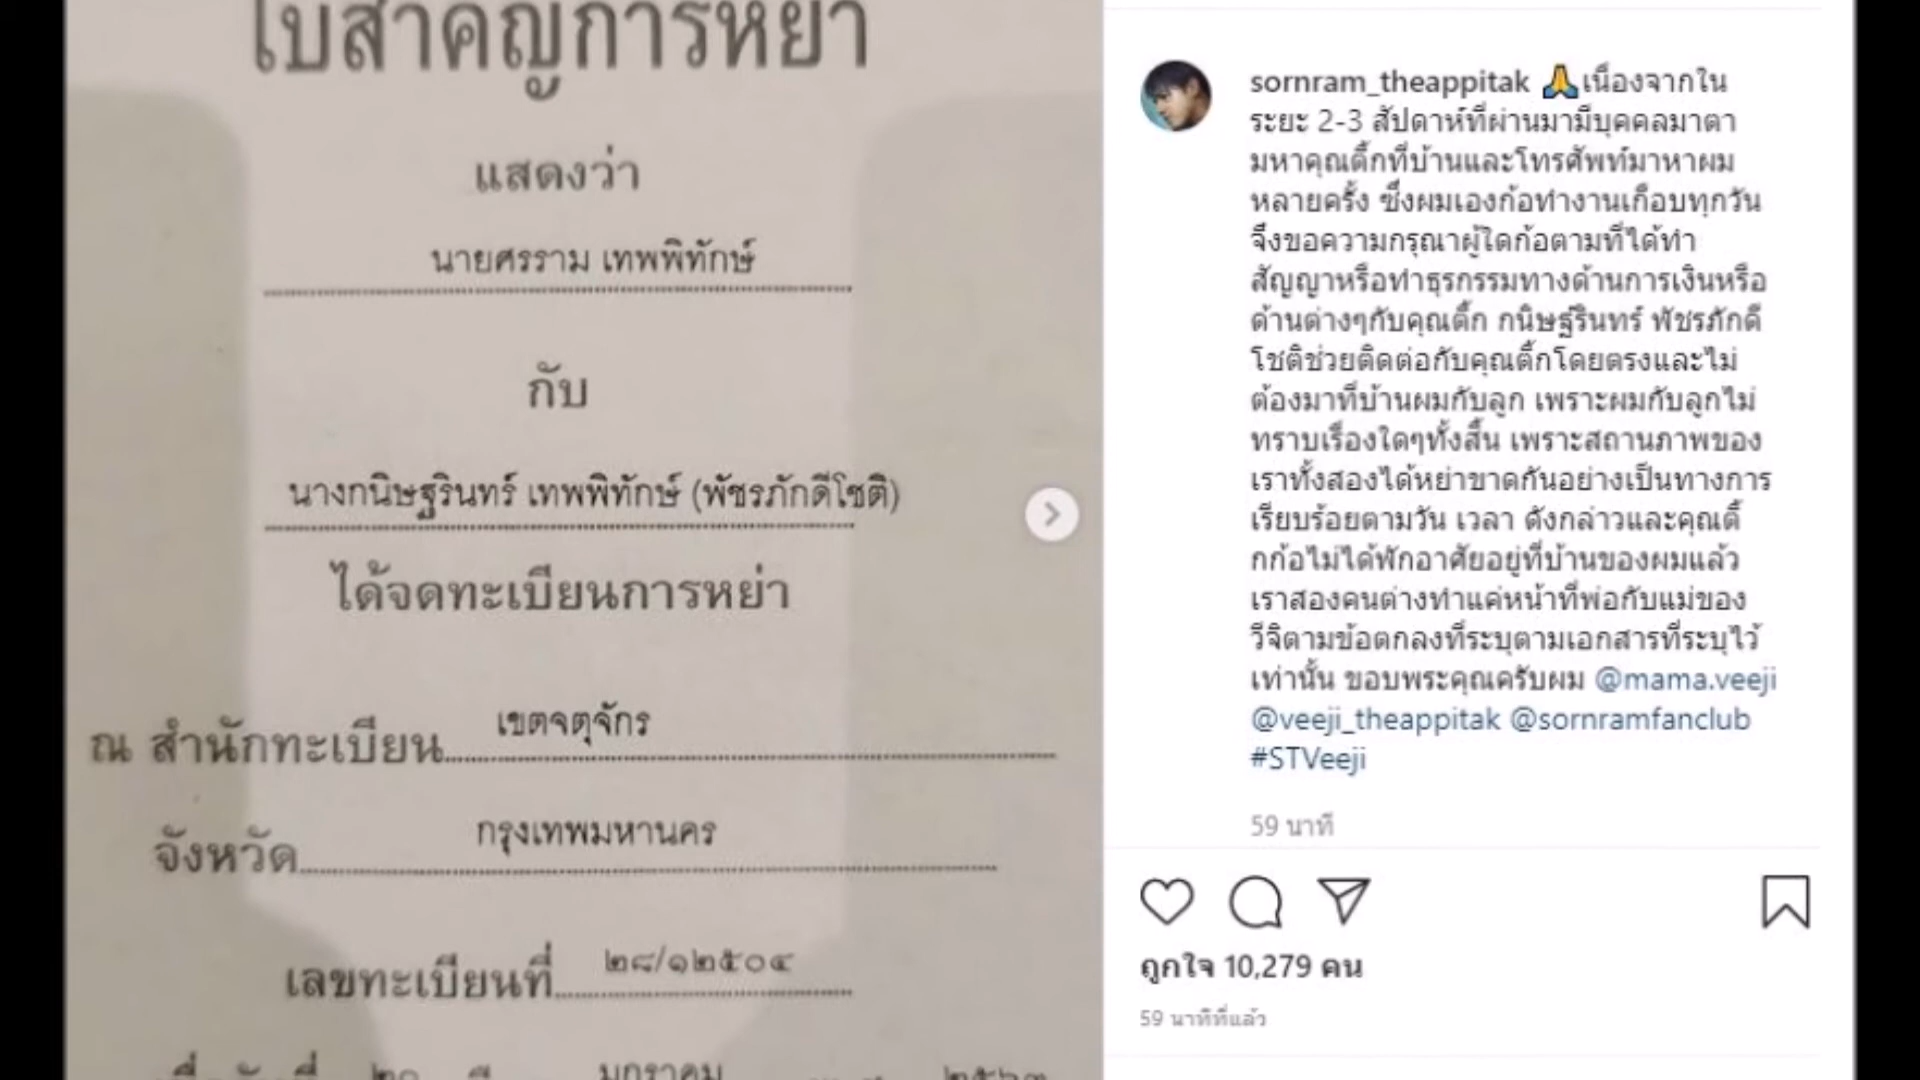 ใบสำคัญการหย่า
แสดงว่า
นายศรราม เทพพิทักษ์
กับ
นางกนิษฐรินทร์ เทพพิทักษ์ (พัชรภักดีโชติ)
ได้จดทะเบียนการหย่า
ณ สำนักทะเบียน เขตจตุจักร
จังหวัด กรุงเทพมหานคร
เลขทะเบียนที่ ๒๘/๑๒๕๐๔
มกราคม
sornram_theappitak 🙏เนื่องจากใน
ระยะ 2-3 สัปดาห์ที่ผ่านมามีบุคคลมาตา
มหาคุณติ๊กที่บ้านและโทรศัพท์มาหาผม
หลายครั้ง ซึ่งผมเองก้อทำงานเกือบทุกวัน
จึงขอความกรุณาผู้ใดก้อตามที่ได้ทำ
สัญญาหรือทำธุรกรรมทางด้านการเงินหรือ
ด้านต่างๆกับคุณติ๊ก กนิษฐ์รินทร์ พัชรภักดี
โชติช่วยติดต่อกับคุณติ๊กโดยตรงและไม่
ต้องมาที่บ้านผมกับลูก เพราะผมกับลูกไม่
ทราบเรื่องใดๆทั้งสิ้น เพราะสถานภาพของ
เราทั้งสองได้หย่าขาดกันอย่างเป็นทางการ
เรียบร้อยตามวัน เวลา ดังกล่าวและคุณติ๊
กก้อไม่ได้พักอาศัยอยู่ที่บ้านของผมแล้ว
เราสองคนต่างทำแค่หน้าที่พ่อกับแม่ของ
วีจิตามข้อตกลงที่ระบุตามเอกสารที่ระบุไว้
เท่านั้น ขอบพระคุณครับผม @mama.veeji
@veeji_theappitak @sornramfanclub
#STVeeji
59 นาที
ถูกใจ 10,279 คน
59 นาทีที่แล้ว